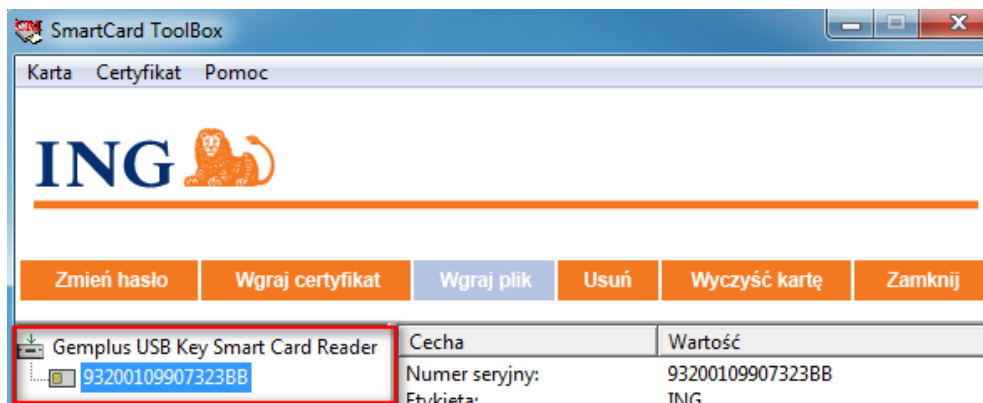 SmartCard ToolBox
Karta Certyfikat Pomoc
ING
Zmień hasło Wgraj certyfikat Wgraj plik Usuń Wyczyść kartę Zamknij
Gemplus USB Key Smart Card Reader
93200109907323BB
Cecha Wartość
Numer seryjny: 93200109907323BB
Etykieta: ING